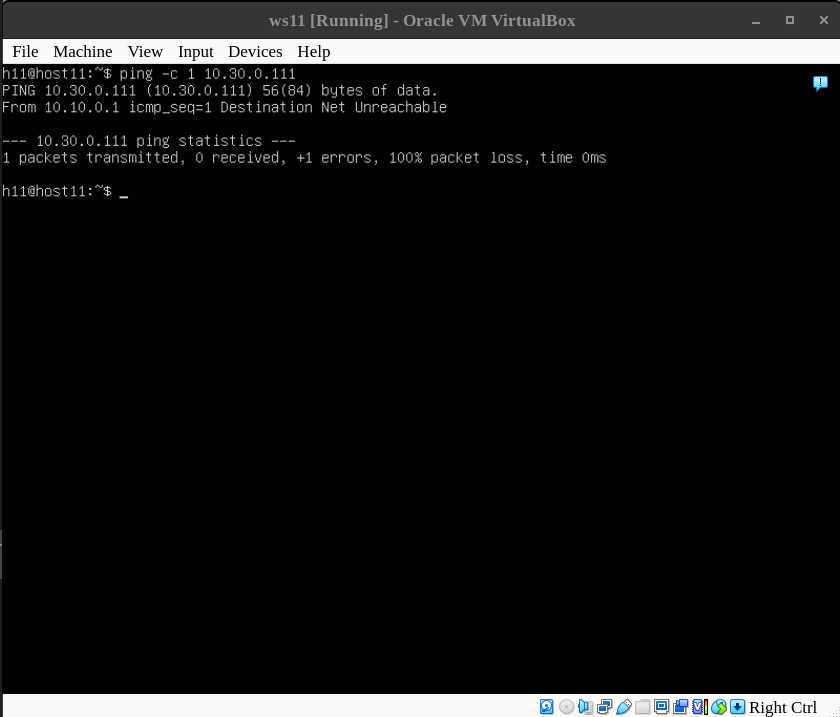 ws11 [Running] - Oracle VM VirtualBox
File Machine View Input Devices Help
h11@host11:~$ ping -c 1 10.30.0.111
PING 10.30.0.111 (10.30.0.111) 56(84) bytes of data.
From 10.10.0.1 icmp_seq=1 Destination Net Unreachable
--- 10.30.0.111 ping statistics ---
1 packets transmitted, 0 received, +1 errors, 100% packet loss, time 0ms
h11@host11:~$ _
Right Ctrl